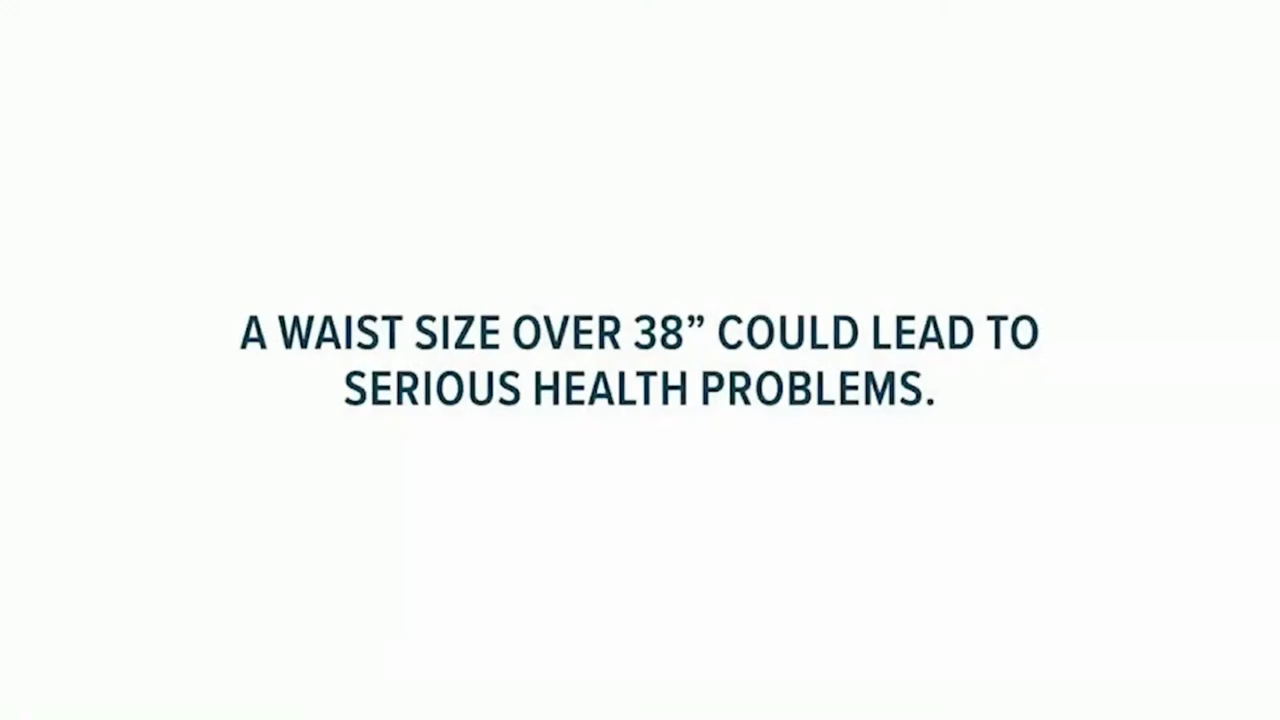 A WAIST SIZE OVER 38” COULD LEAD TO
SERIOUS HEALTH PROBLEMS.